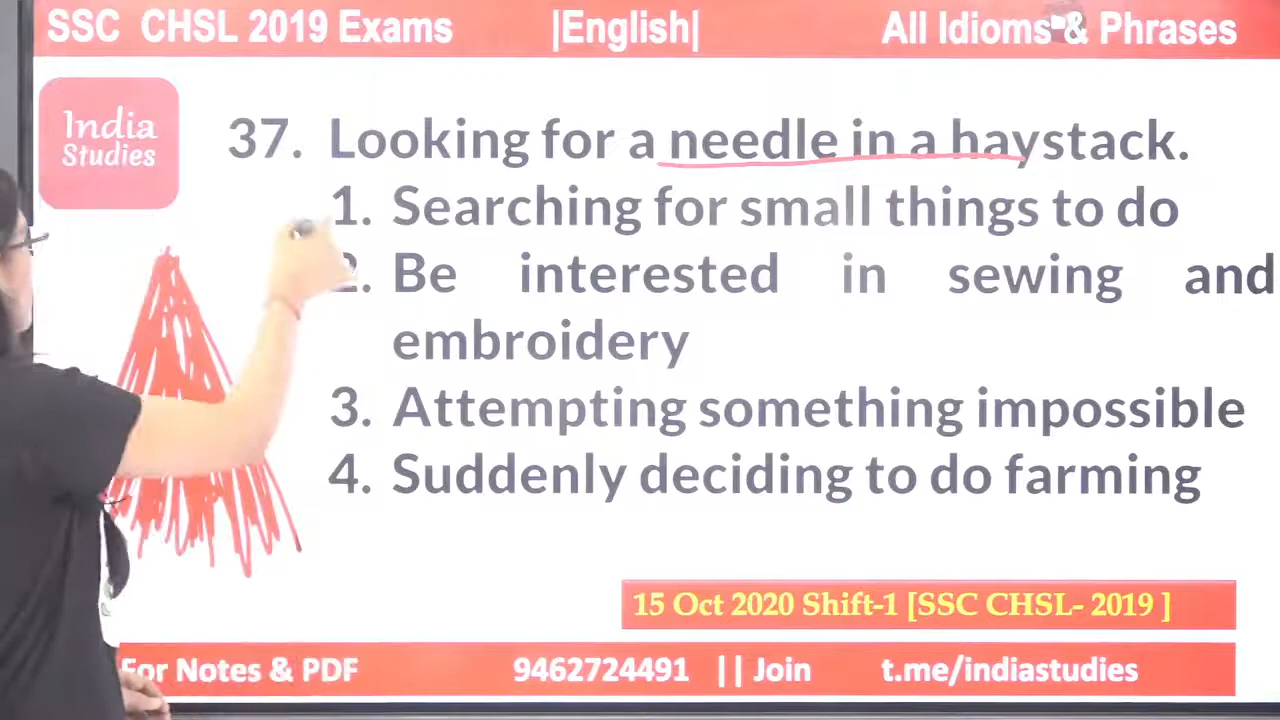 SSC CHSL 2019 Exams |English| All Idioms & Phrases
India
Studies
37. Looking for a needle in a haystack.
1. Searching for small things to do
2. Be interested in sewing and
embroidery
3. Attempting something impossible
4. Suddenly deciding to do farming
15 Oct 2020 Shift-1 [SSC CHSL- 2019 ]
For Notes & PDF 9462724491 || Join t.me/indiastudies